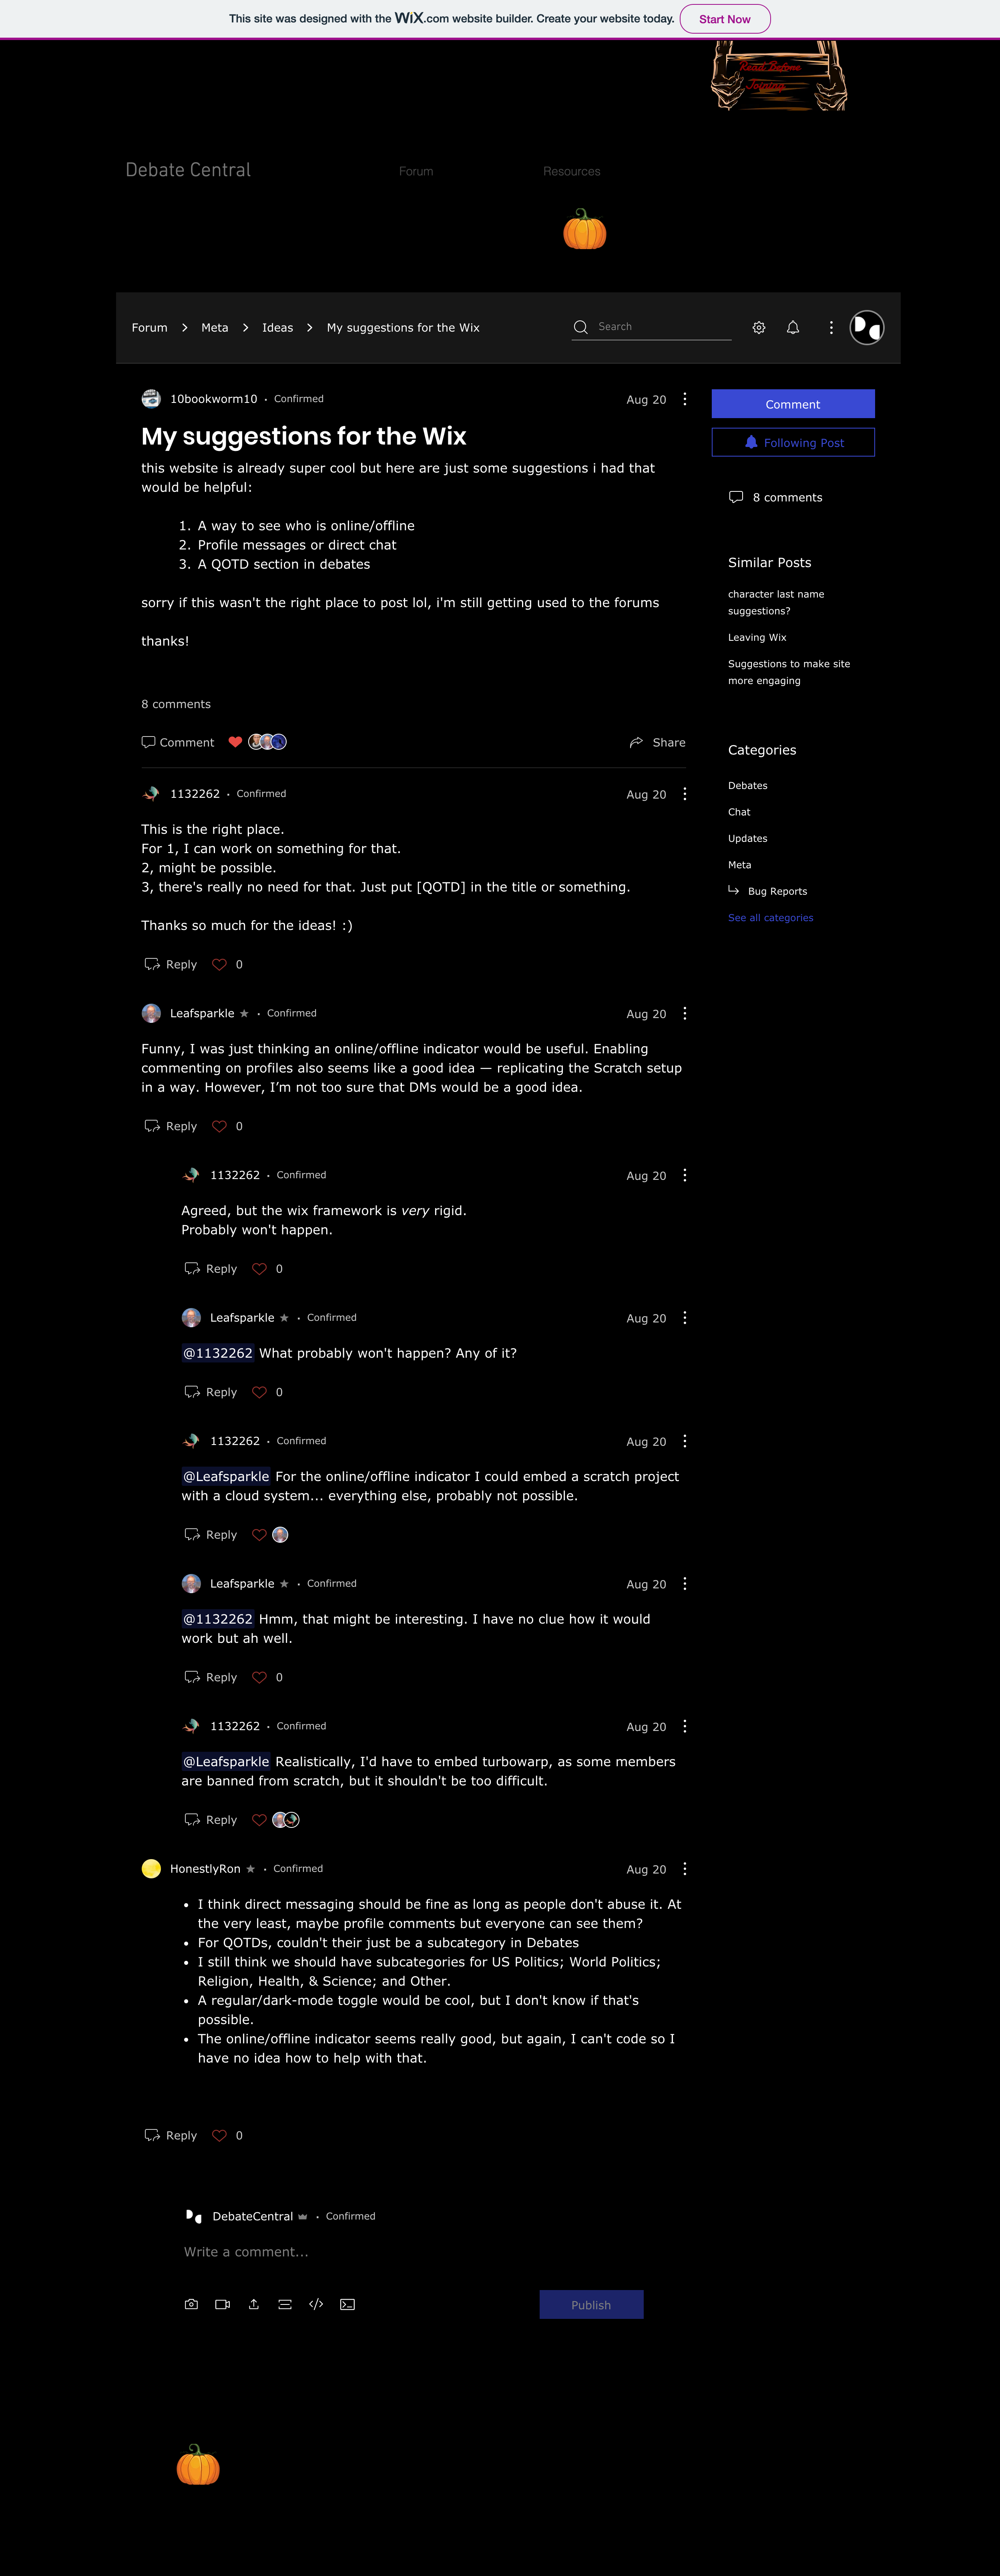 This site was designed with the WiX.com website builder. Create your website today. Start Now
Read Before
Joining
Debate Central Forum Resources
Forum > Meta > Ideas > My suggestions for the Wix Search
10bookworm10 · Confirmed Aug 20
My suggestions for the Wix
this website is already super cool but here are just some suggestions i had that
would be helpful:
1. A way to see who is online/offline
2. Profile messages or direct chat
3. A QOTD section in debates
sorry if this wasn't the right place to post lol, i'm still getting used to the forums
thanks!
8 comments
Comment Share
Comment
Following Post
8 comments
Similar Posts
character last name
suggestions?
Leaving Wix
Suggestions to make site
more engaging
Categories
Debates
Chat
Updates
Meta
Bug Reports
See all categories
1132262 · Confirmed Aug 20
This is the right place.
For 1, I can work on something for that.
2, might be possible.
3, there's really no need for that. Just put [QOTD] in the title or something.
Thanks so much for the ideas! :)
Reply 0
Leafsparkle · Confirmed Aug 20
Funny, I was just thinking an online/offline indicator would be useful. Enabling
commenting on profiles also seems like a good idea — replicating the Scratch setup
in a way. However, I’m not too sure that DMs would be a good idea.
Reply 0
1132262 · Confirmed Aug 20
Agreed, but the wix framework is very rigid.
Probably won't happen.
Reply 0
Leafsparkle · Confirmed Aug 20
@1132262 What probably won't happen? Any of it?
Reply 0
1132262 · Confirmed Aug 20
@Leafsparkle For the online/offline indicator I could embed a scratch project
with a cloud system... everything else, probably not possible.
Reply
Leafsparkle · Confirmed Aug 20
@1132262 Hmm, that might be interesting. I have no clue how it would
work but ah well.
Reply 0
1132262 · Confirmed Aug 20
@Leafsparkle Realistically, I'd have to embed turbowarp, as some members
are banned from scratch, but it shouldn't be too difficult.
Reply
HonestlyRon · Confirmed Aug 20
• I think direct messaging should be fine as long as people don't abuse it. At
the very least, maybe profile comments but everyone can see them?
• For QOTDs, couldn't their just be a subcategory in Debates
• I still think we should have subcategories for US Politics; World Politics;
Religion, Health, & Science; and Other.
• A regular/dark-mode toggle would be cool, but I don't know if that's
possible.
• The online/offline indicator seems really good, but again, I can't code so I
have no idea how to help with that.
Reply 0
DebateCentral · Confirmed
Write a comment...
Publish